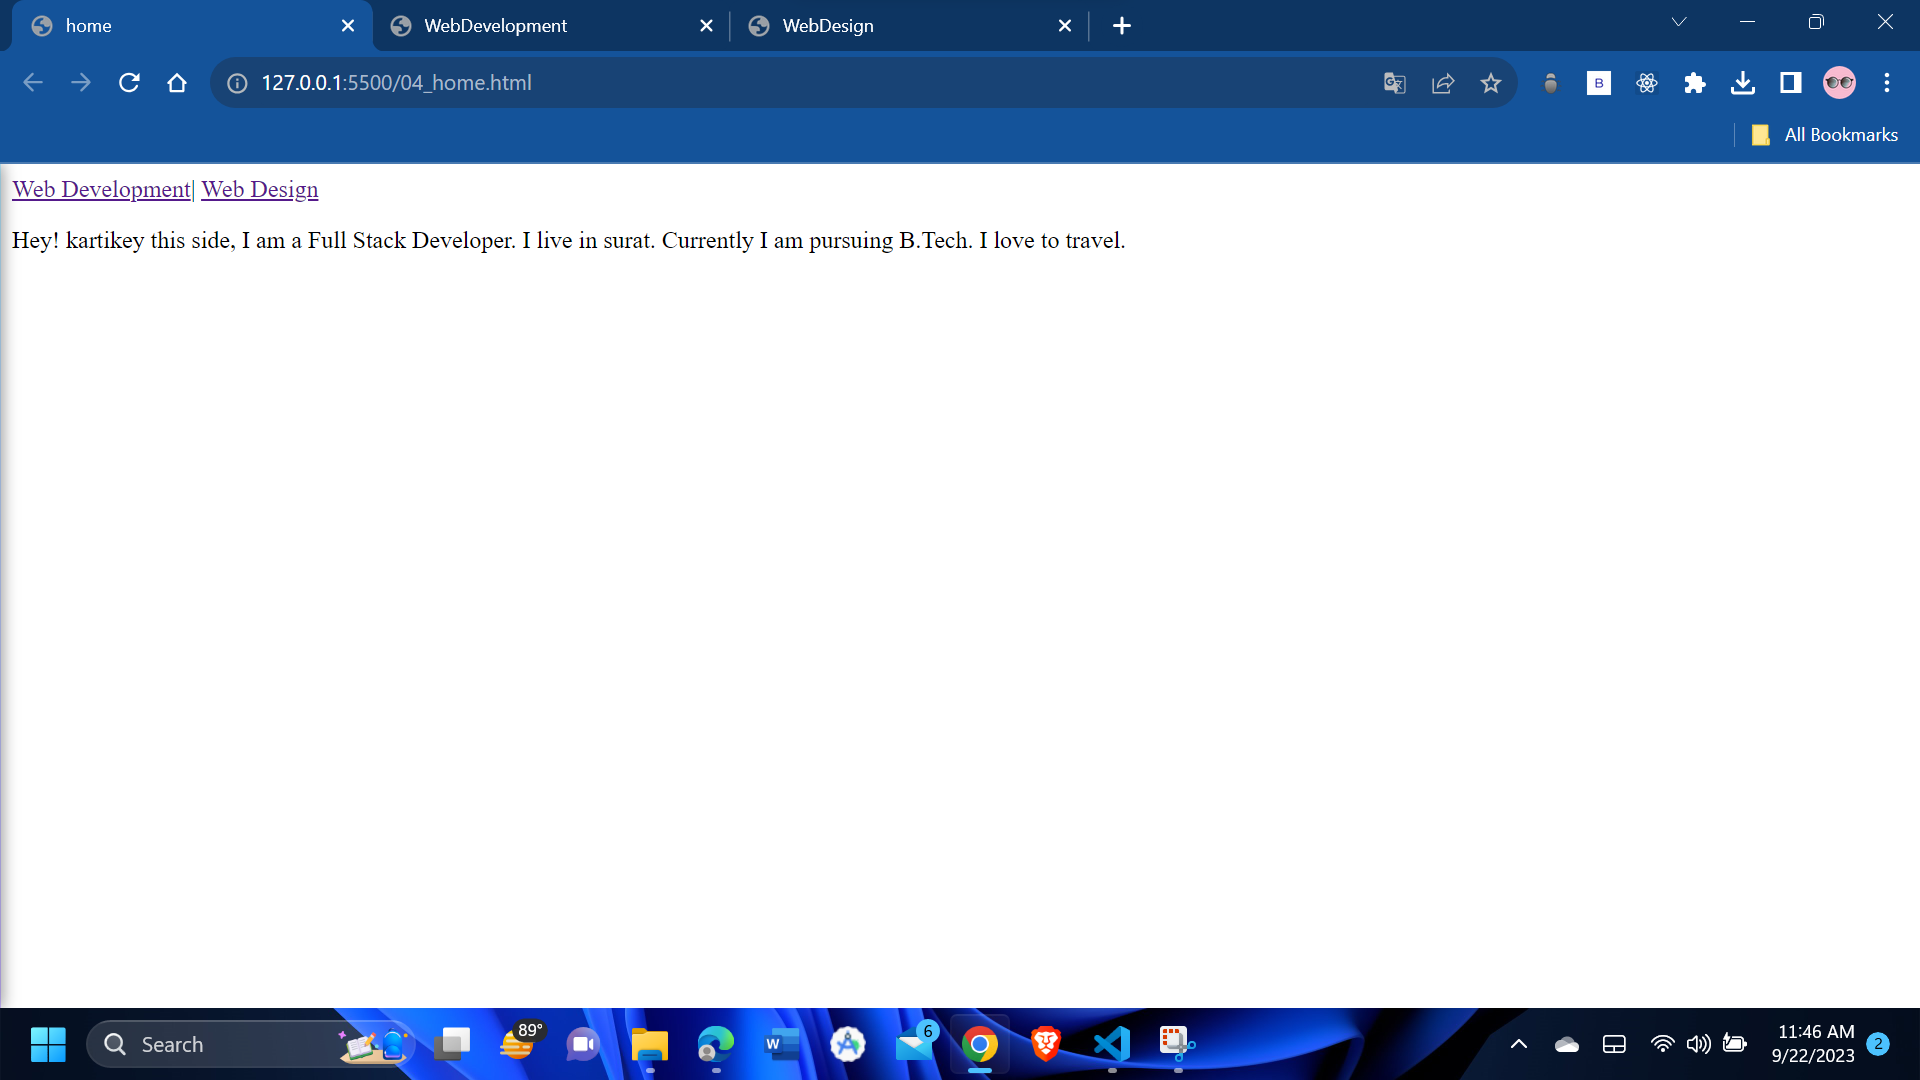 home
WebDevelopment
WebDesign
127.0.0.1:5500/04_home.html
B
All Bookmarks
Web Development| Web Design
Hey! kartikey this side, I am a Full Stack Developer. I live in surat. Currently I am pursuing B.Tech. I love to travel.
Search
89°
W
6
11:46 AM
9/22/2023
2